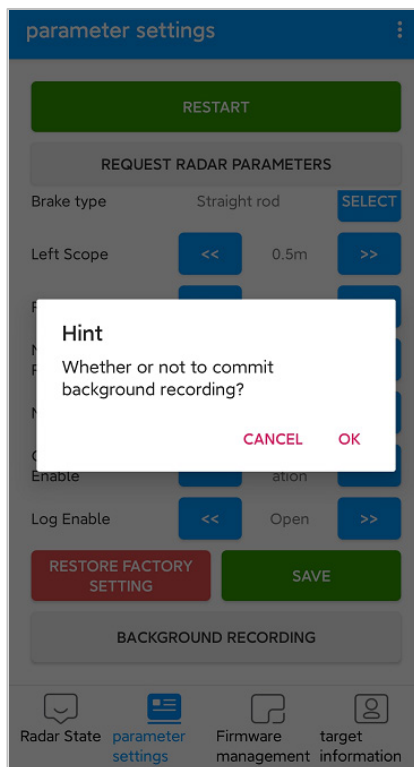 parameter settings
RESTART
REQUEST RADAR PARAMETERS
Brake type Straight rod SELECT
Left Scope << 0.5m >>
Hint
Whether or not to commit
background recording?
CANCEL OK
Enable ation
Log Enable << Open >>
RESTORE FACTORY
SETTING
SAVE
BACKGROUND RECORDING
Radar State
parameter
settings
Firmware
management
target
information